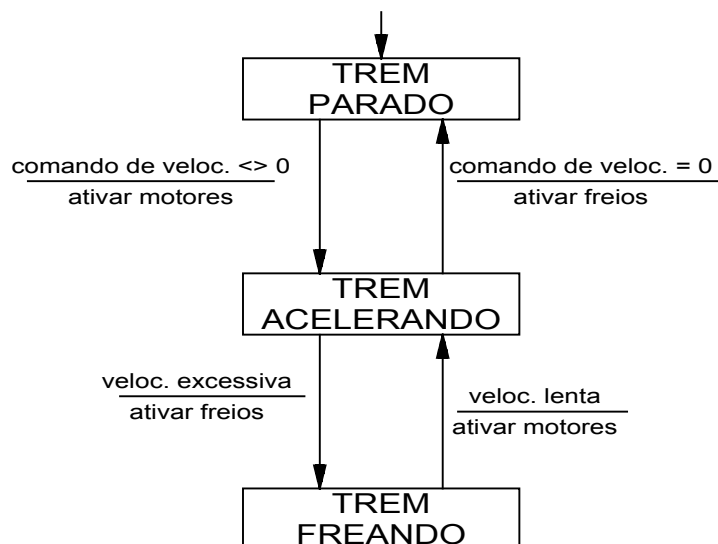 TREM
PARADO
comando de veloc. <> 0
ativar motores
comando de veloc. = 0
ativar freios
TREM
ACELERANDO
veloc. excessiva
ativar freios
veloc. lenta
ativar motores
TREM
FREANDO